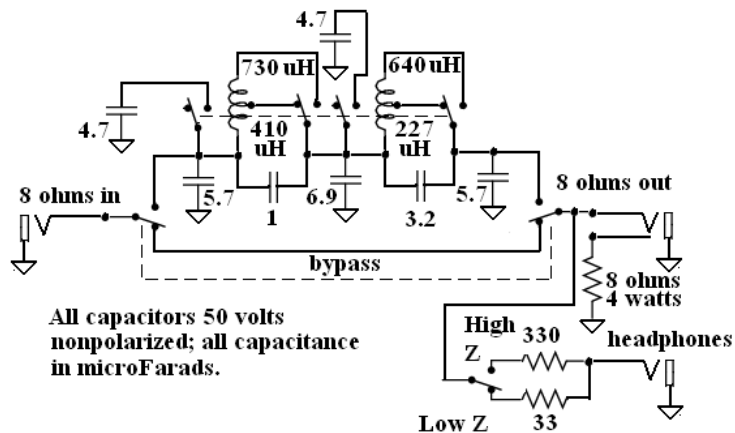 4.7
730 uH
640 uH
4.7
410
uH
227
uH
8 ohms in
5.7
1
6.9
3.2
5.7
8 ohms out
bypass
8 ohms
4 watts
All capacitors 50 volts
nonpolarized; all capacitance
in microFarads.
High
Z
330
headphones
Low Z
33